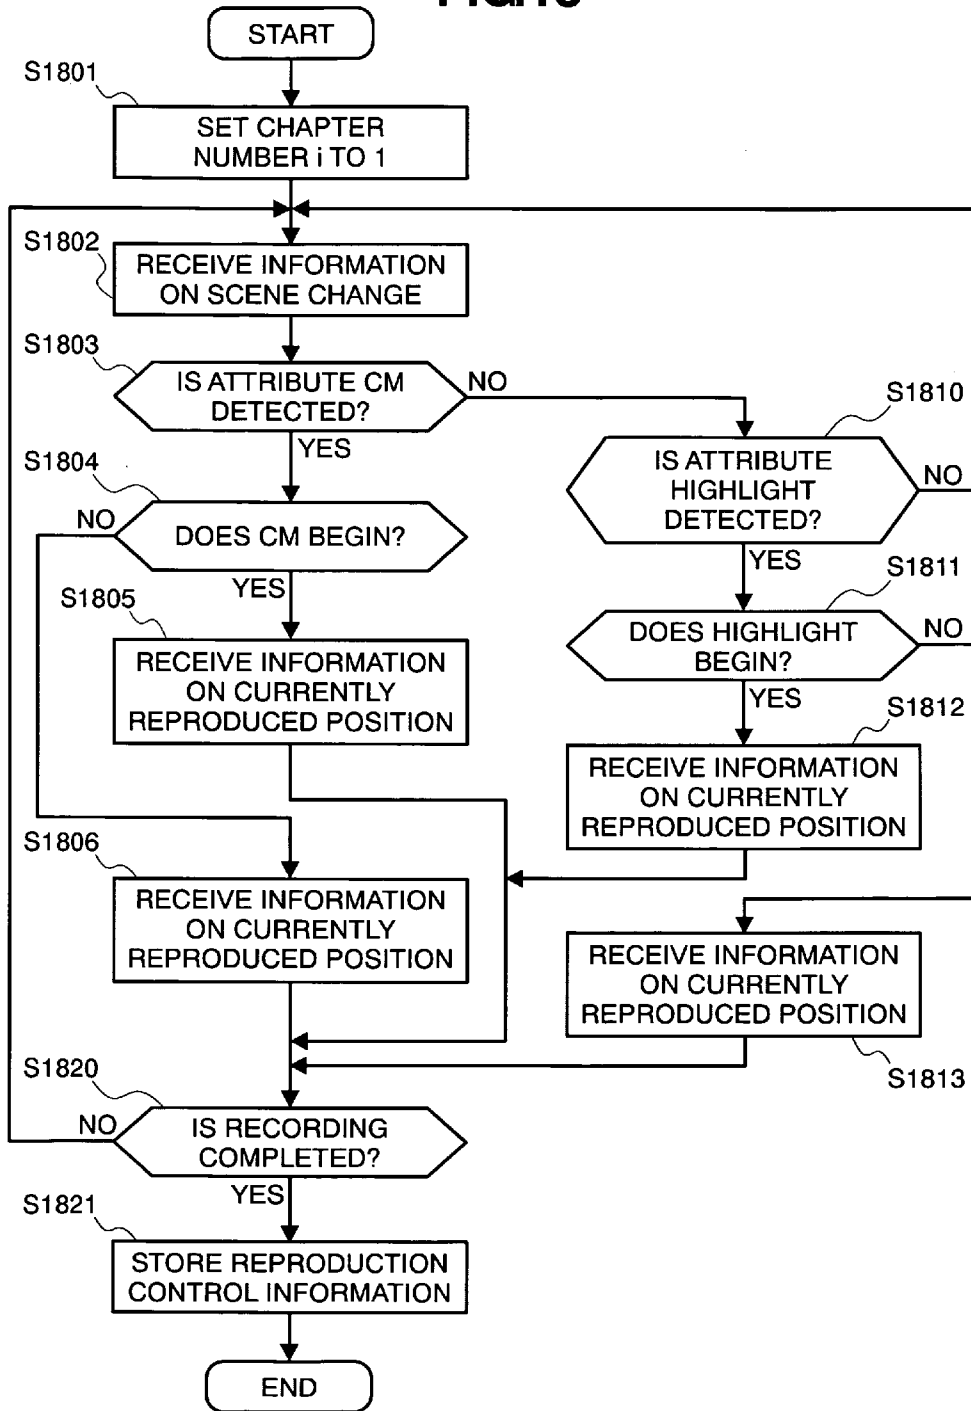 START
S1801
SET CHAPTER
NUMBER i TO 1
S1802
RECEIVE INFORMATION
ON SCENE CHANGE
S1803
IS ATTRIBUTE CM
DETECTED?
NO
YES
S1810
IS ATTRIBUTE
HIGHLIGHT
DETECTED?
NO
YES
S1804
DOES CM BEGIN?
NO
YES
S1811
DOES HIGHLIGHT
BEGIN?
NO
YES
S1805
RECEIVE INFORMATION
ON CURRENTLY
REPRODUCED POSITION
S1812
RECEIVE INFORMATION
ON CURRENTLY
REPRODUCED POSITION
S1806
RECEIVE INFORMATION
ON CURRENTLY
REPRODUCED POSITION
RECEIVE INFORMATION
ON CURRENTLY
REPRODUCED POSITION
S1813
S1820
IS RECORDING
COMPLETED?
NO
YES
S1821
STORE REPRODUCTION
CONTROL INFORMATION
END